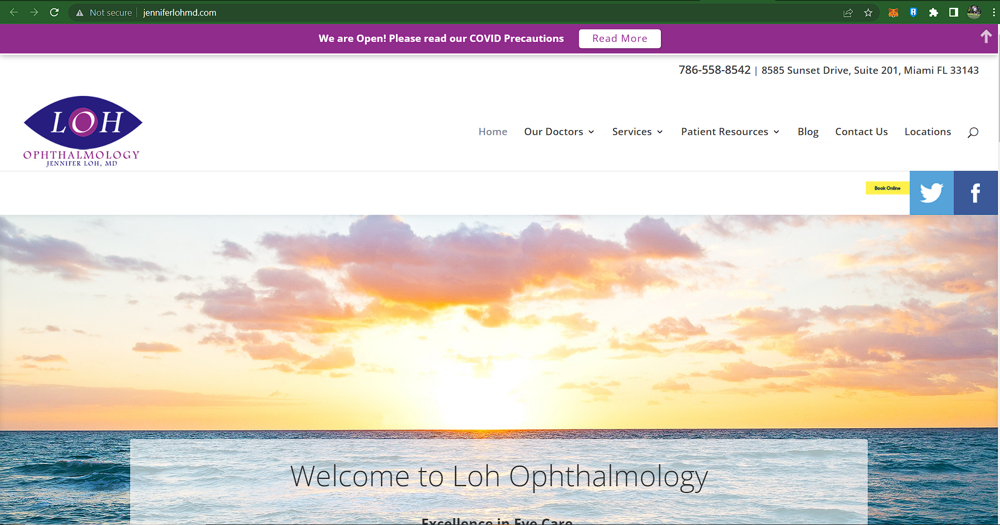 Not secure
jenniferlohmd.com
We are Open! Please read our COVID Precautions
Read More
786-558-8542 | 8585 Sunset Drive, Suite 201, Miami FL 33143
LOH
OPHTHALMOLOGY
JENNIFER LOH, MD
Home Our Doctors Services Patient Resources Blog Contact Us Locations
Book Online
Welcome to Loh Ophthalmology
Excellence in Eye Care